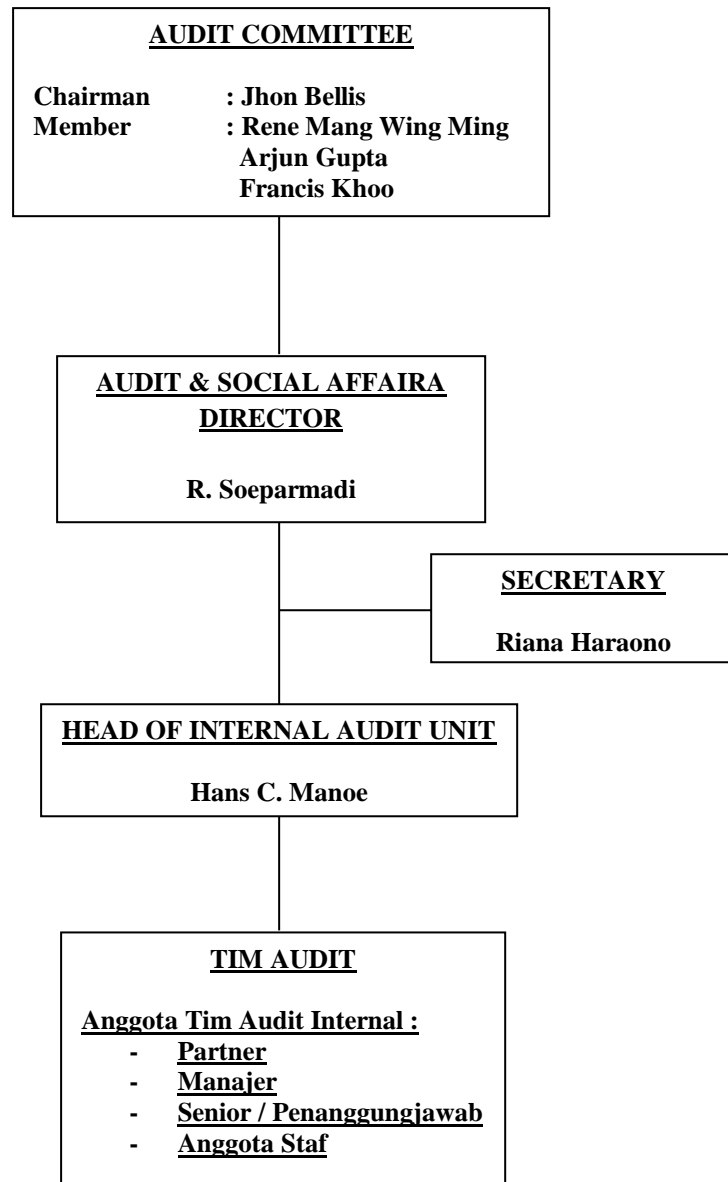 AUDIT COMMITTEE
Chairman : Jhon Bellis
Member : Rene Mang Wing Ming
Arjun Gupta
Francis Khoo
AUDIT & SOCIAL AFFAIRA
DIRECTOR
R. Soeparmadi
SECRETARY
Riana Haraono
HEAD OF INTERNAL AUDIT UNIT
Hans C. Manoe
TIM AUDIT
Anggota Tim Audit Internal :
- Partner
- Manajer
- Senior / Penanggungjawab
- Anggota Staf